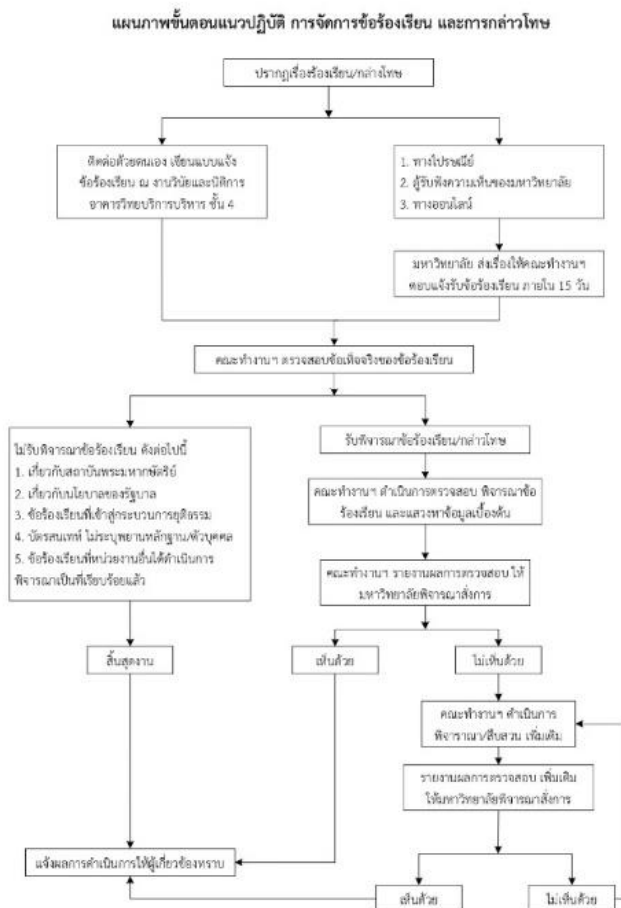 แผนภาพขั้นตอนแนวปฏิบัติ การจัดการข้อร้องเรียน และการกล่าวโทษ
ปรากฏเรื่องร้องเรียน/กล่างโทษ
ติดต่อด้วยตนเอง เขียนแบบแจ้ง
ข้อร้องเรียน ณ งานวินัยและนิติการ
อาคารวิทยบริการบริหาร ชั้น 4
1. ทางไปรษณีย์
2. ตู้รับฟังความเห็นของมหาวิทยาลัย
3. ทางออนไลน์
มหาวิทยาลัย ส่งเรื่องให้คณะทำงานฯ
ตอบแจ้งรับข้อร้องเรียน ภายใน 15 วัน
คณะทำงานฯ ตรวจสอบข้อเท็จจริงของข้อร้องเรียน
ไม่รับพิจารณาข้อร้องเรียน ดังต่อไปนี้
1. เกี่ยวกับสถาบันพระมหากษัตริย์
2. เกี่ยวกับนโยบายของรัฐบาล
3. ข้อร้องเรียนที่เข้าสู่กระบวนการยุติธรรม
4. บัตรสนเทห์ ไม่ระบุพยานหลักฐาน/ตัวบุคคล
5. ข้อร้องเรียนที่หน่วยงานอื่นได้ดำเนินการ
พิจารณาเป็นที่เรียบร้อยแล้ว
รับพิจารณาข้อร้องเรียน/กล่าวโทษ
คณะทำงานฯ ดำเนินการตรวจสอบ พิจารณาข้อ
ร้องเรียน และแสวงหาข้อมูลเบื้องต้น
คณะทำงานฯ รายงานผลการตรวจสอบ ให้
มหาวิทยาลัยพิจารณาสั่งการ
สิ้นสุดงาน
เห็นด้วย
ไม่เห็นด้วย
คณะทำงานฯ ดำเนินการ
พิจาราณา/สืบสวน เพิ่มเติม
รายงานผลการตรวจสอบ เพิ่มเติม
ให้มหาวิทยาลัยพิจารณาสั่งการ
แจ้งผลการดำเนินการให้ผู้เกี่ยวข้องทราบ
เห็นด้วย
ไม่เห็นด้วย